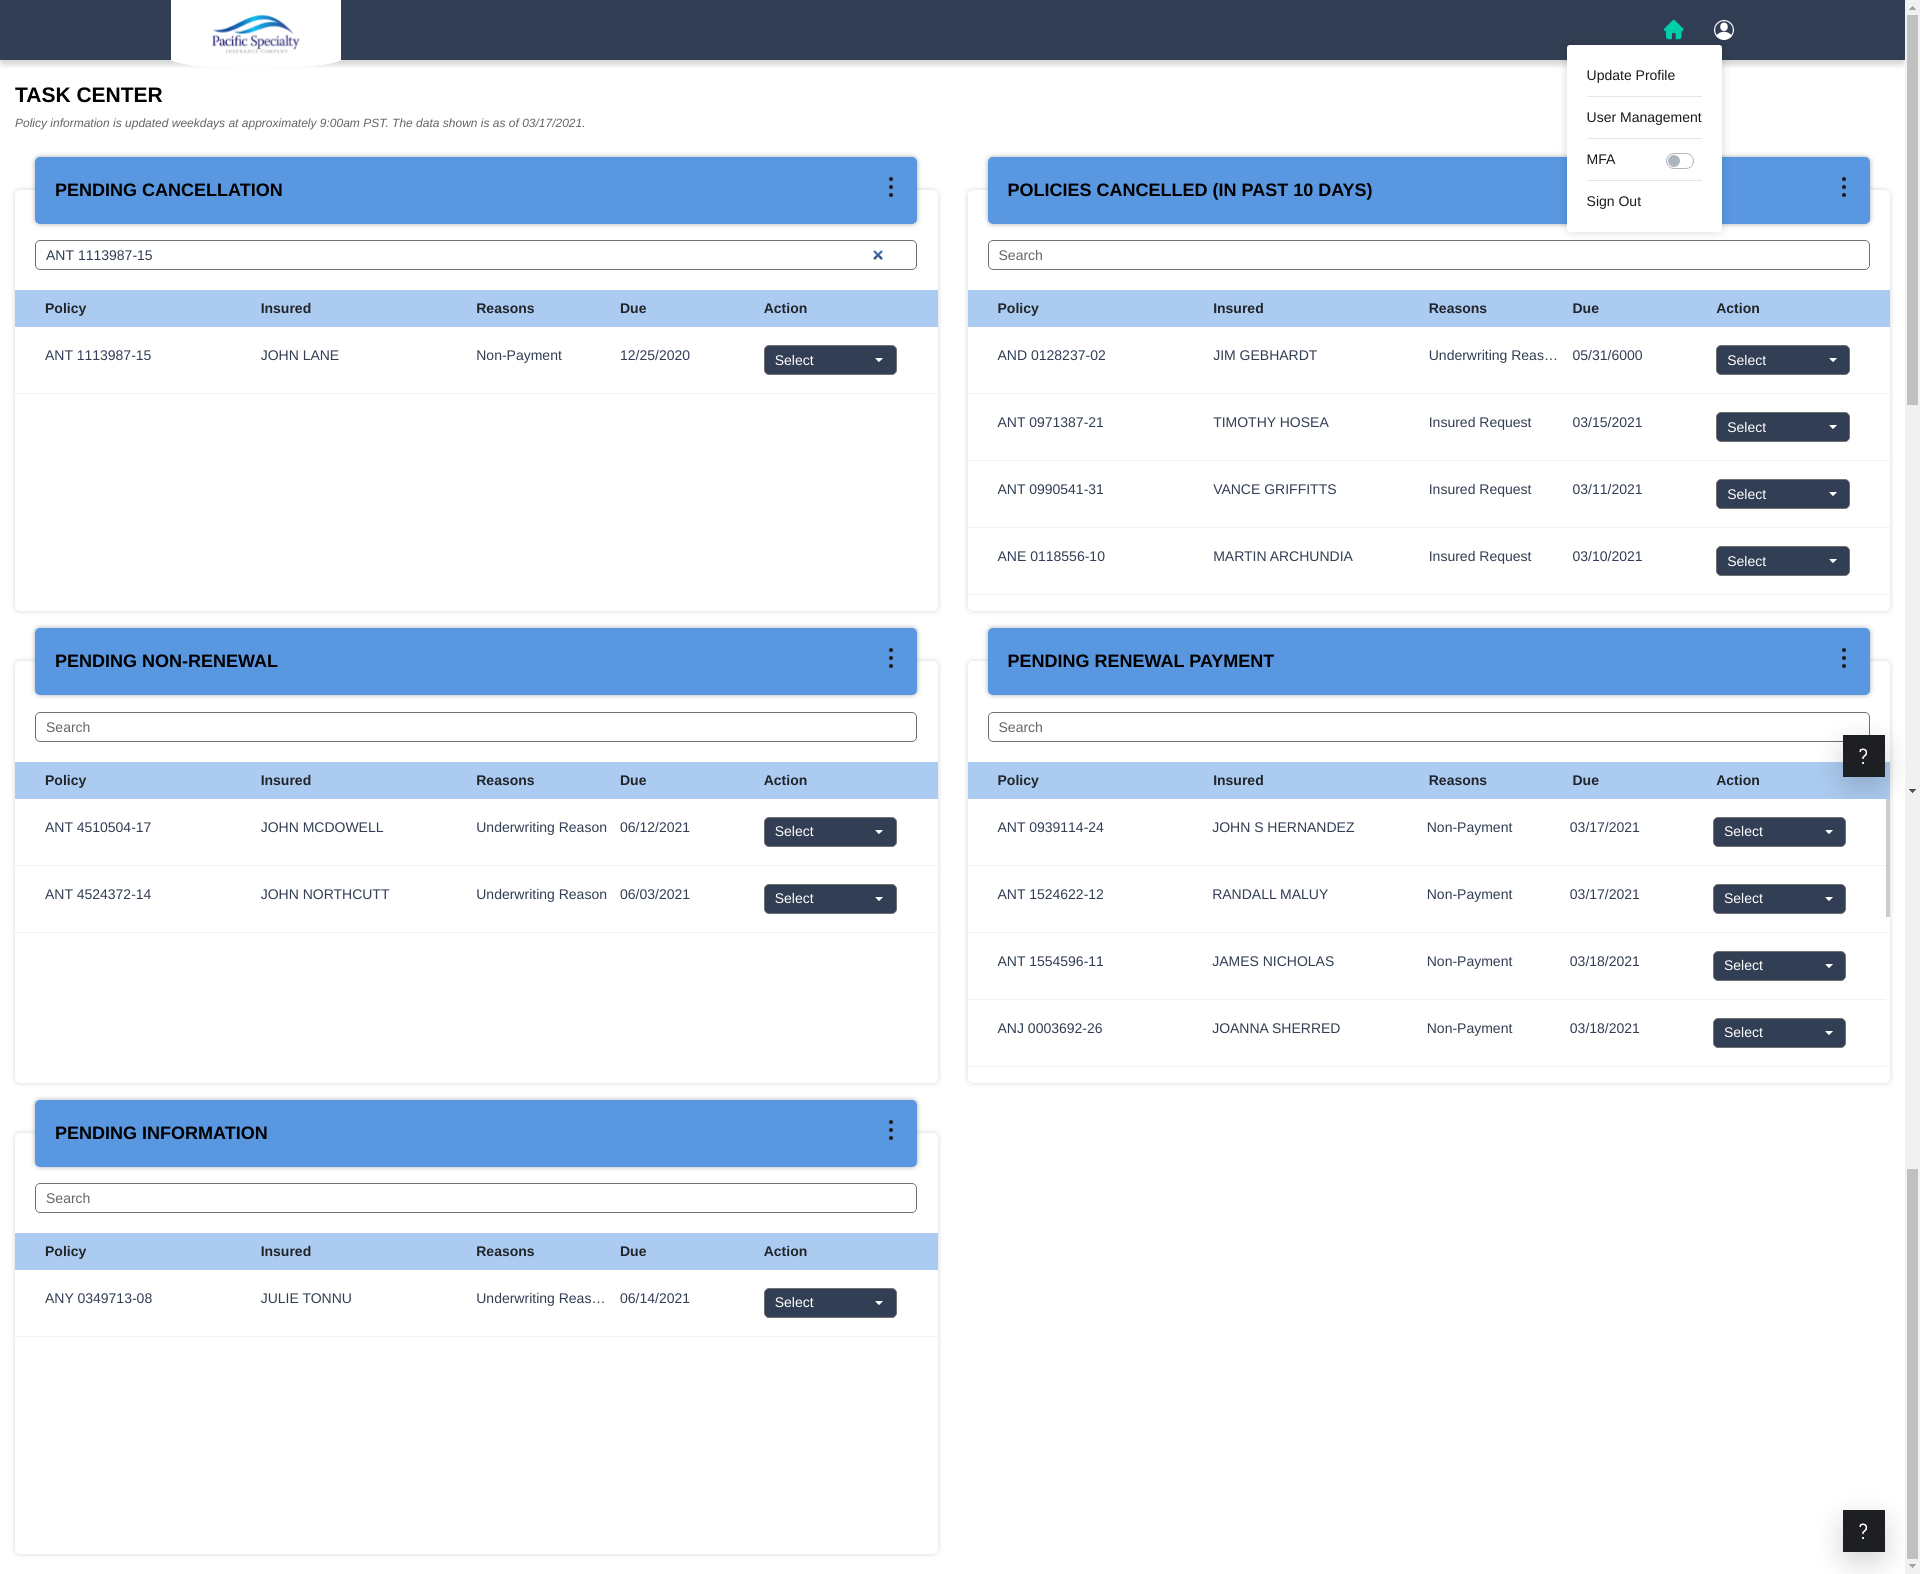 Pacific Specialty
INSURANCE COMPANY
Update Profile
User Management
MFA
Sign Out
TASK CENTER
Policy information is updated weekdays at approximately 9:00am PST. The data shown is as of 03/17/2021.
PENDING CANCELLATION
ANT 1113987-15
Policy Insured Reasons Due Action
ANT 1113987-15 JOHN LANE Non-Payment 12/25/2020 Select
POLICIES CANCELLED (IN PAST 10 DAYS)
Search
Policy Insured Reasons Due Action
AND 0128237-02 JIM GEBHARDT Underwriting Reas… 05/31/6000 Select
ANT 0971387-21 TIMOTHY HOSEA Insured Request 03/15/2021 Select
ANT 0990541-31 VANCE GRIFFITTS Insured Request 03/11/2021 Select
ANE 0118556-10 MARTIN ARCHUNDIA Insured Request 03/10/2021 Select
PENDING NON-RENEWAL
Search
Policy Insured Reasons Due Action
ANT 4510504-17 JOHN MCDOWELL Underwriting Reason 06/12/2021 Select
ANT 4524372-14 JOHN NORTHCUTT Underwriting Reason 06/03/2021 Select
PENDING RENEWAL PAYMENT
Search
?
Policy Insured Reasons Due Action
ANT 0939114-24 JOHN S HERNANDEZ Non-Payment 03/17/2021 Select
ANT 1524622-12 RANDALL MALUY Non-Payment 03/17/2021 Select
ANT 1554596-11 JAMES NICHOLAS Non-Payment 03/18/2021 Select
ANJ 0003692-26 JOANNA SHERRED Non-Payment 03/18/2021 Select
PENDING INFORMATION
Search
Policy Insured Reasons Due Action
ANY 0349713-08 JULIE TONNU Underwriting Reas… 06/14/2021 Select
?